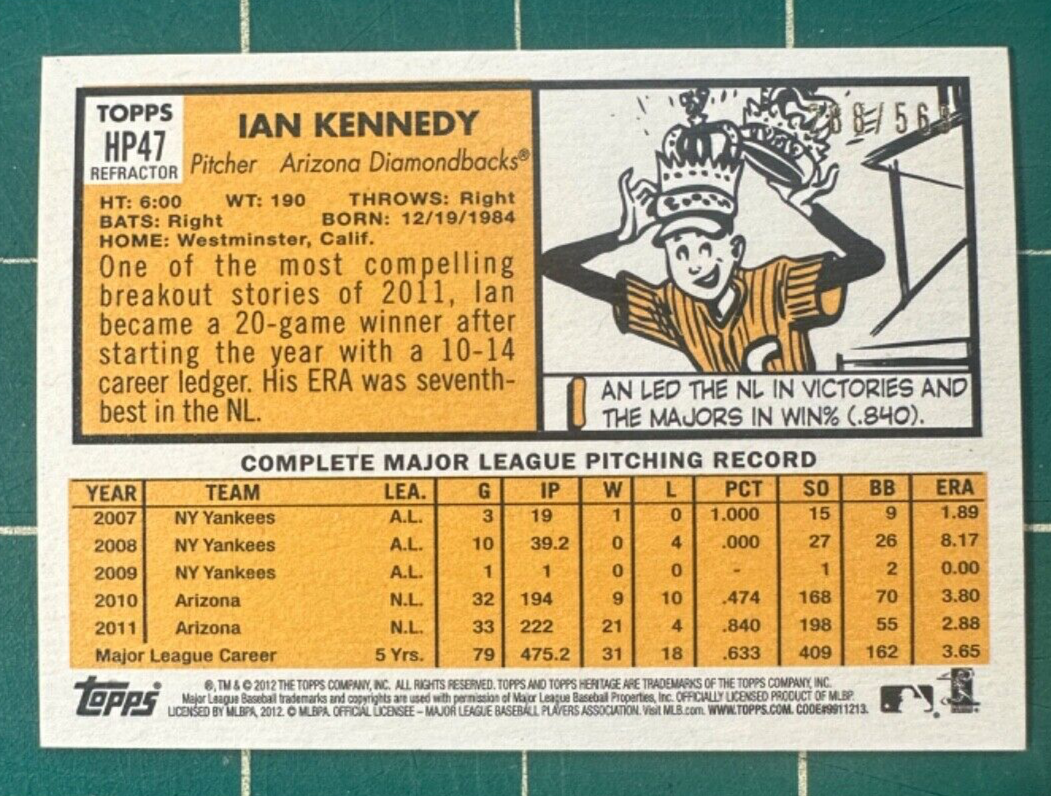 TOPPS
HP47
REFRACTOR
IAN KENNEDY
Pitcher Arizona Diamondbacks®
HT: 6:00 WT: 190 THROWS: Right
BATS: Right BORN: 12/19/1984
HOME: Westminster, Calif.
One of the most compelling
breakout stories of 2011, Ian
became a 20-game winner after
starting the year with a 10-14
career ledger. His ERA was seventh-
best in the NL.
IAN LED THE NL IN VICTORIES AND
THE MAJORS IN WIN% (.840).
COMPLETE MAJOR LEAGUE PITCHING RECORD
YEAR TEAM LEA. G IP W L PCT SO BB ERA
2007 NY Yankees A.L. 3 19 1 0 1.000 15 9 1.89
2008 NY Yankees A.L. 10 39.2 0 4 .000 27 26 8.17
2009 NY Yankees A.L. 1 1 0 0 - 1 2 0.00
2010 Arizona N.L. 32 194 9 10 .474 168 70 3.80
2011 Arizona N.L. 33 222 21 4 .840 198 55 2.88
Major League Career 5 Yrs. 79 475.2 31 18 .633 409 162 3.65
Topps
®, TM & © 2012 THE TOPPS COMPANY, INC. ALL RIGHTS RESERVED. TOPPS AND TOPPS HERITAGE ARE TRADEMARKS OF THE TOPPS COMPANY, INC.
Major League Baseball trademarks and copyrights are used with permission of Major League Baseball Properties, Inc. OFFICIALLY LICENSED PRODUCT OF MLBP.
LICENSED BY MLBPA, 2012. © MLBPA. OFFICIAL LICENSEE – MAJOR LEAGUE BASEBALL PLAYERS ASSOCIATION. Visit MLB.com. WWW.TOPPS.COM. CODE#9911213.